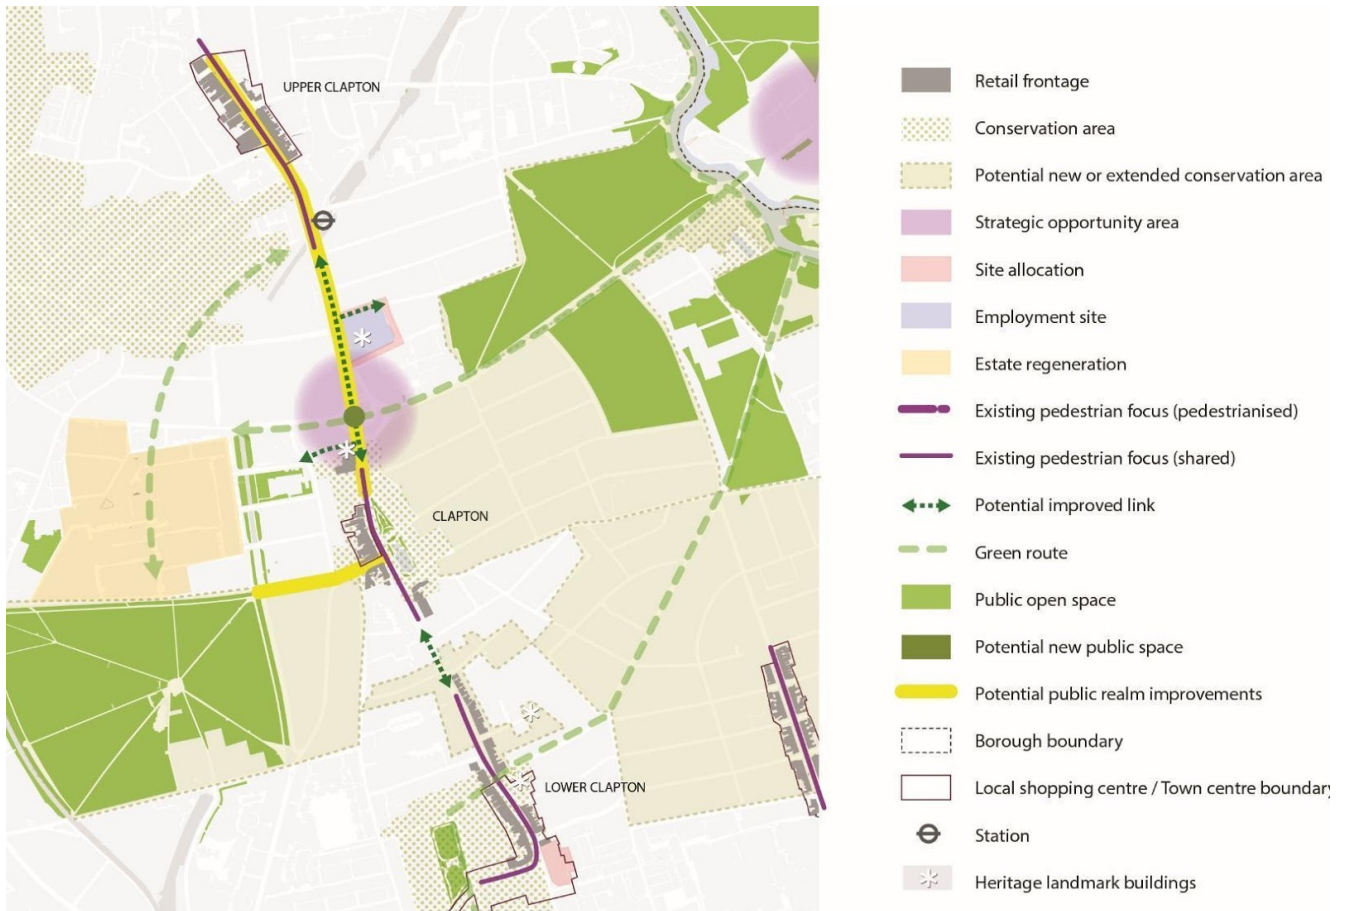 UPPER CLAPTON
CLAPTON
LOWER CLAPTON
Retail frontage
Conservation area
Potential new or extended conservation area
Strategic opportunity area
Site allocation
Employment site
Estate regeneration
Existing pedestrian focus (pedestrianised)
Existing pedestrian focus (shared)
Potential improved link
Green route
Public open space
Potential new public space
Potential public realm improvements
Borough boundary
Local shopping centre / Town centre boundary
Station
Heritage landmark buildings